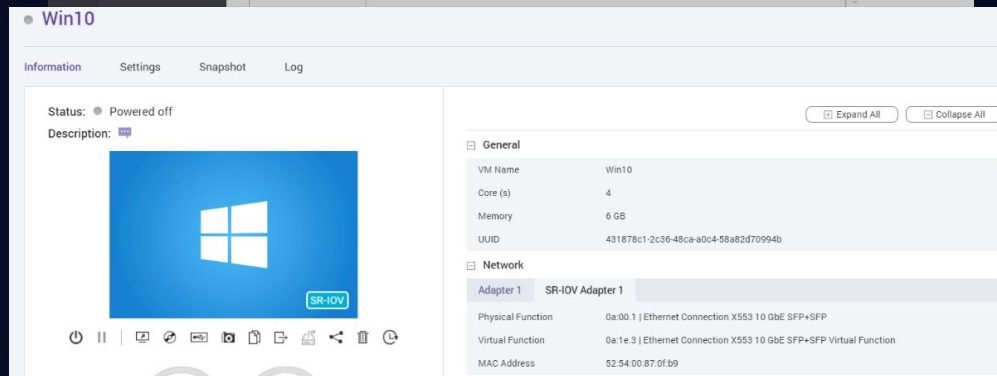 Win10
Information Settings Snapshot Log
Status: Powered off
Description:
SR-IOV
Expand All Collapse All
General
VM Name Win10
Core (s) 4
Memory 6 GB
UUID 431878c1-2c36-48ca-a0c4-58a82d70994b
Network
Adapter 1 SR-IOV Adapter 1
Physical Function 0a:00.1 | Ethernet Connection X553 10 GbE SFP+SFP
Virtual Function 0a:1e.3 | Ethernet Connection X553 10 GbE SFP+SFP Virtual Function
MAC Address 52:54:00:87:0f:b9